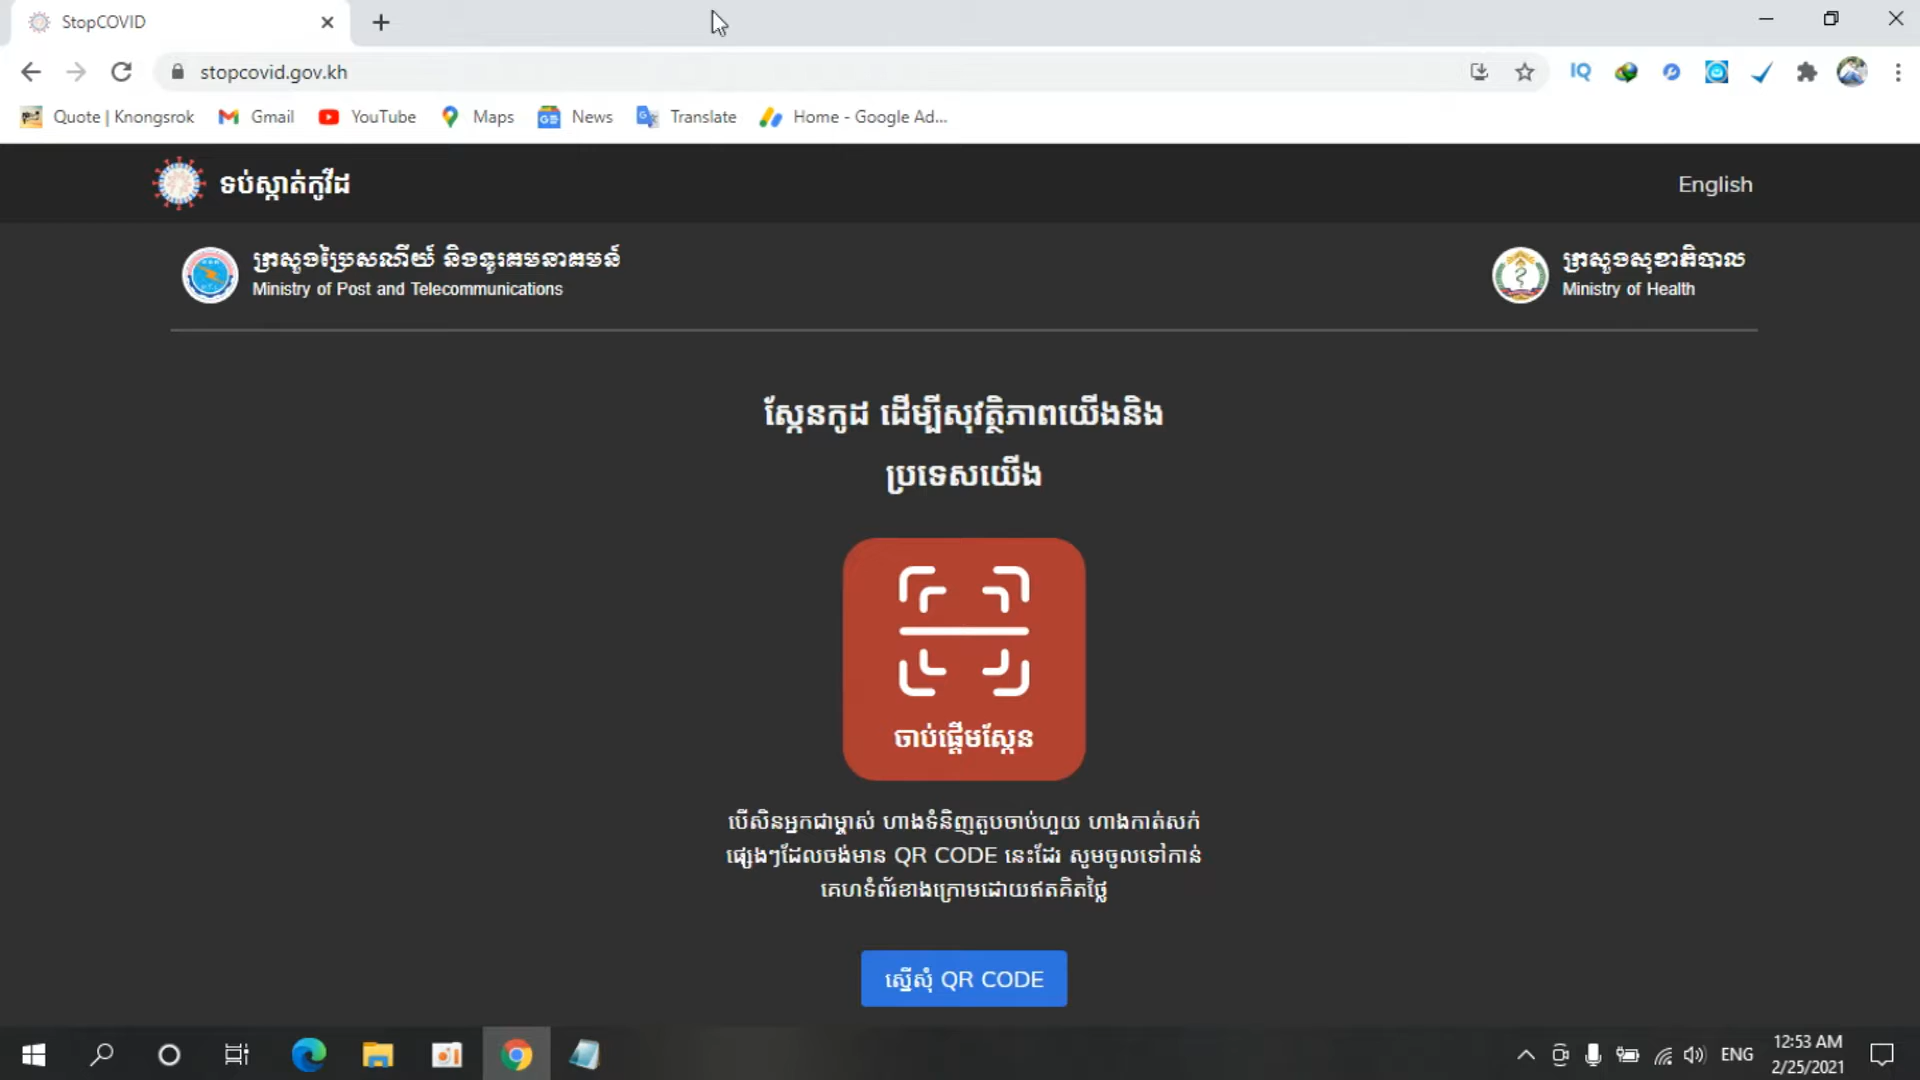 StopCOVID
stopcovid.gov.kh
IQ
Quote | Knongsrok
Gmail
YouTube
Maps
News
Translate
Home - Google Ad...
ទប់ស្កាត់កូវីដ
English
ក្រសួងប្រៃសណីយ៍ និងទូរគមនាគមន៍
Ministry of Post and Telecommunications
ក្រសួងសុខាភិបាល
Ministry of Health
ស្កែនកូដ ដើម្បីសុវត្ថិភាពយើងនិង
ប្រទេសយើង
ចាប់ផ្តើមស្កែន
បើសិនអ្នកជាម្ចាស់ ហាងទំនិញតូបចាប់ហួយ ហាងកាត់សក់
ផ្សេងៗដែលចង់មាន QR CODE នេះដែរ សូមចូលទៅកាន់
គេហទំព័រខាងក្រោមដោយឥតគិតថ្លៃ
ស្នើសុំ QR CODE
ENG
12:53 AM
2/25/2021